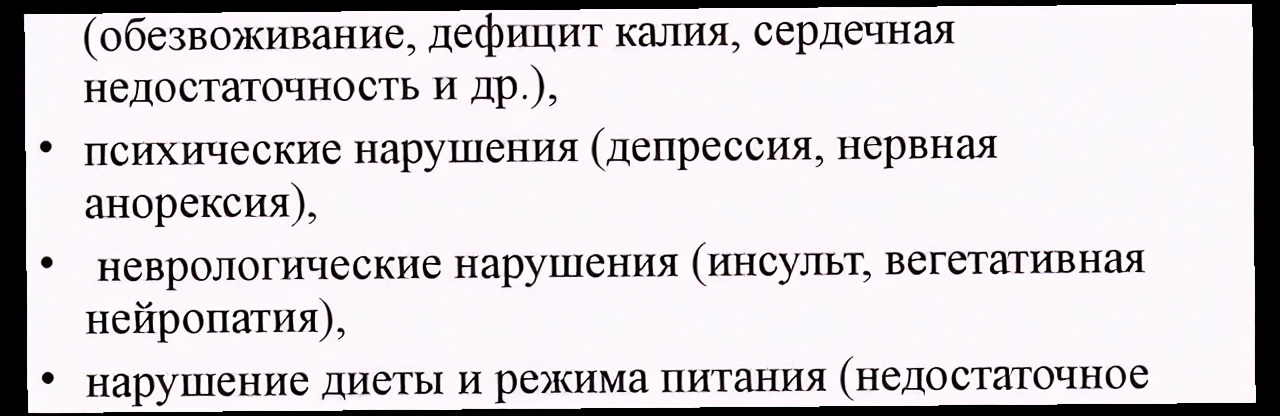 (обезвоживание, дефицит калия, сердечная
недостаточность и др.),
• психические нарушения (депрессия, нервная
анорексия),
• неврологические нарушения (инсульт, вегетативная
нейропатия),
• нарушение диеты и режима питания (недостаточное